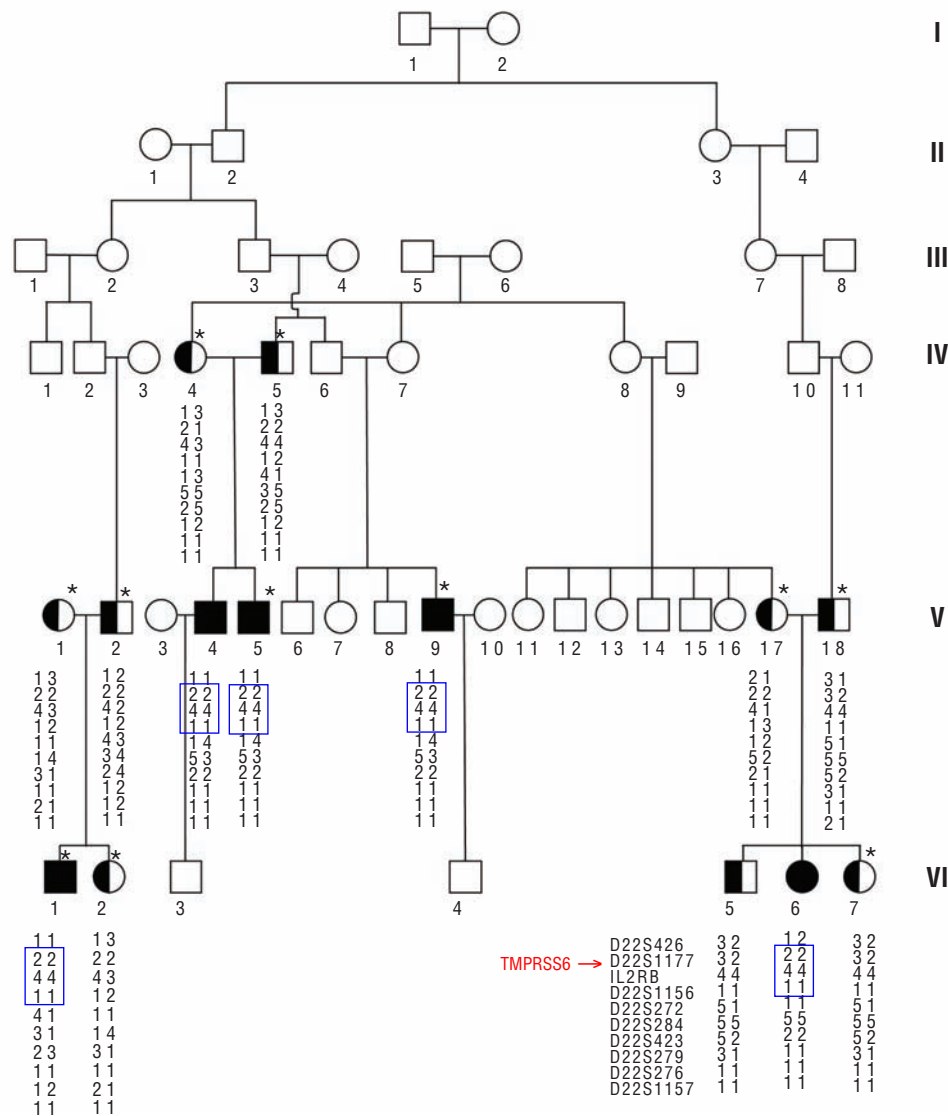 I
1 2
II
1 2 3 4
III
1 2 3 4 5 6 7 8
* *
IV
1 2 3 4 5 6 7 8 9 10 11
1 3 1 3
2 1 2 2
4 3 4 4
1 1 1 2
1 3 4 1
5 5 3 5
2 5 2 5
1 2 1 2
1 1 1 1
1 1 1 1
* * * * * *
V
1 2 3 4 5 6 7 8 9 10 11 12 13 14 15 16 17 18
1 3 1 2 1 1 1 1 1 1 2 1 3 1
2 2 2 2 2 2 2 2 2 2 2 2 3 2
4 3 4 2 4 4 4 4 4 4 4 1 4 4
1 2 1 2 1 1 1 1 1 1 1 3 1 1
1 1 4 3 1 4 1 4 1 4 1 2 5 1
1 4 3 4 5 3 5 3 5 3 5 2 5 5
3 1 2 4 2 2 2 2 2 2 2 1 5 2
1 1 1 2 1 1 1 1 1 1 1 1 3 1
2 1 1 2 1 1 1 1 1 1 1 1 1 1
1 1 1 1 1 1 1 1 1 1 1 1 2 1
* * *
VI
1 2 3 4 5 6 7
1 1 1 3 D22S426 3 2 1 2 3 2
2 2 2 2 TMPRSS6 → D22S1177 3 2 2 2 3 2
4 4 4 3 IL2RB 4 4 4 4 4 4
1 1 1 2 D22S1156 1 1 1 1 1 1
4 1 1 1 D22S272 5 1 1 1 5 1
3 1 1 4 D22S284 5 5 5 5 5 5
2 3 3 1 D22S423 5 2 2 2 5 2
1 1 1 1 D22S279 3 1 1 1 3 1
1 2 2 1 D22S276 1 1 1 1 1 1
1 1 1 1 D22S1157 1 1 1 1 1 1